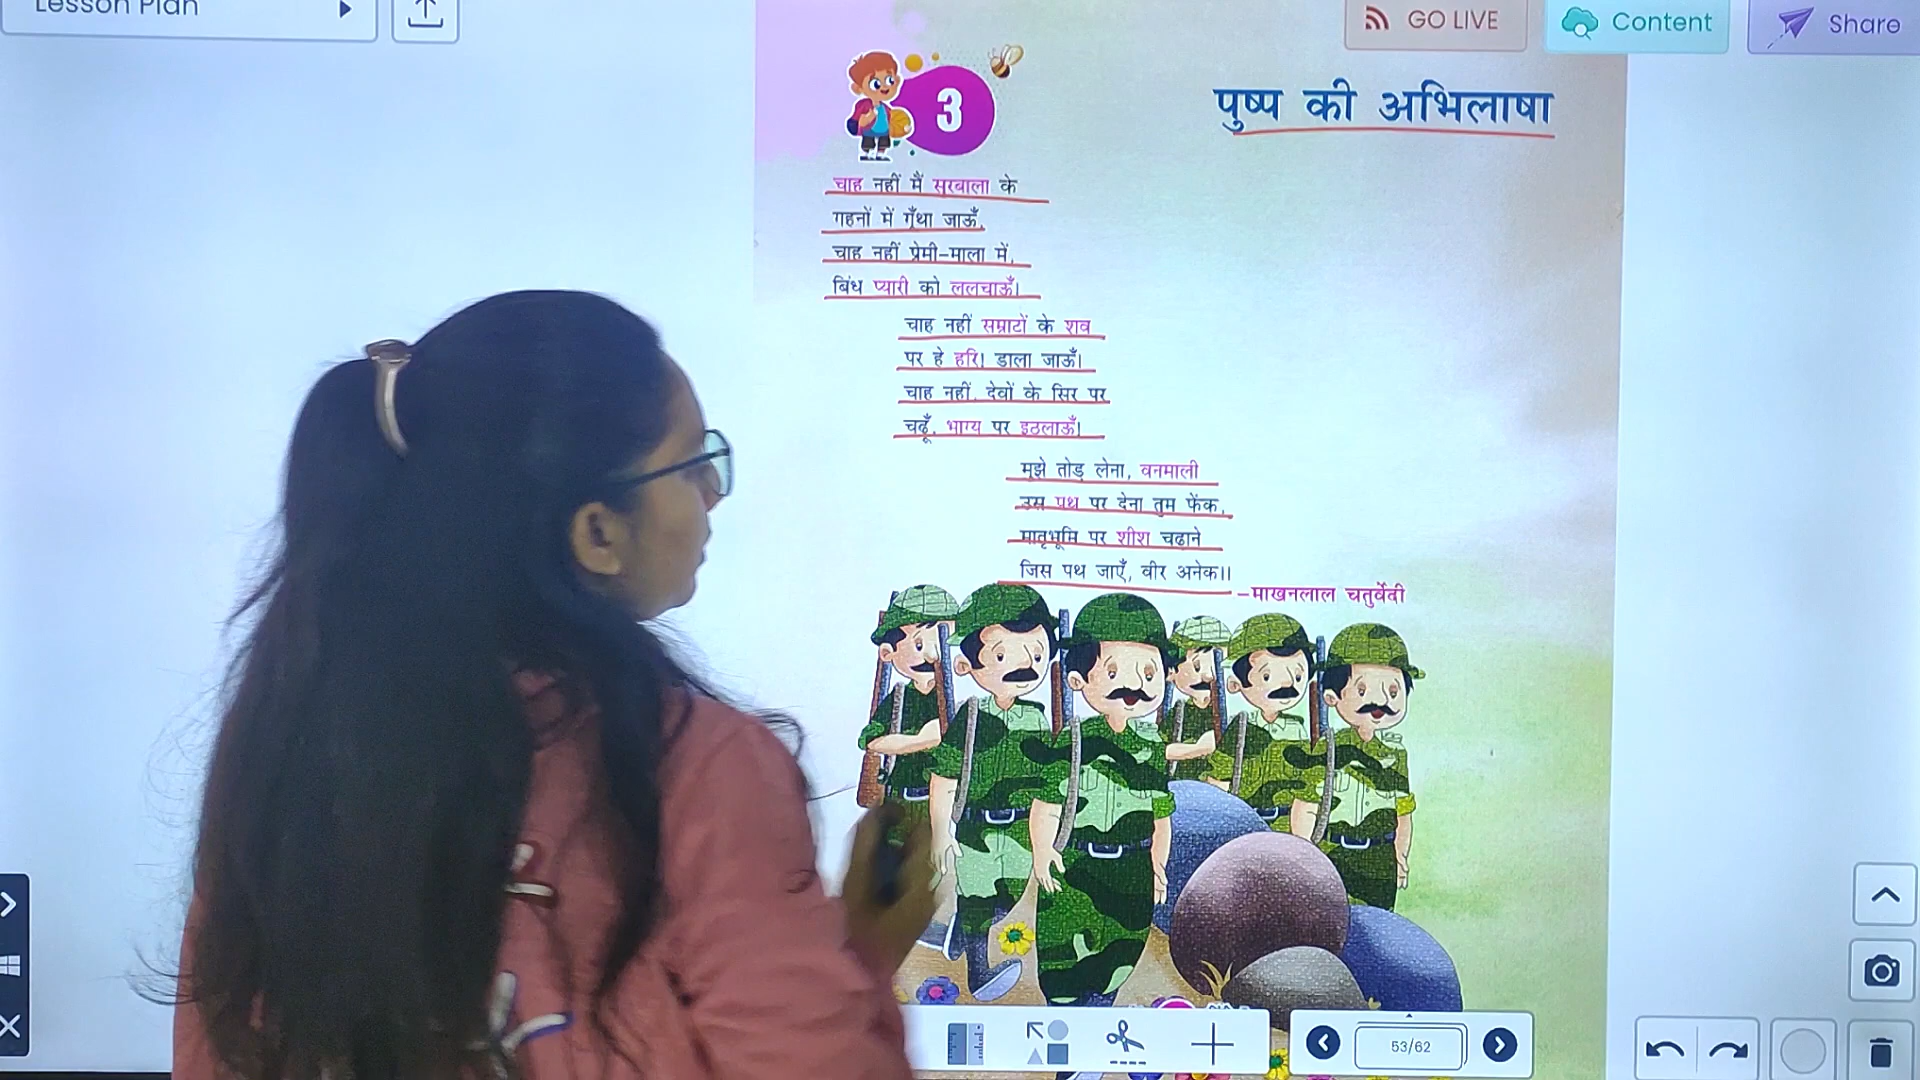 Lesson Plan
GO LIVE
Content
Share
3
पुष्प की अभिलाषा
चाह नहीं मैं सुरबाला के
गहनों में गूँथा जाऊँ,
चाह नहीं प्रेमी-माला में,
बिंध प्यारी को ललचाऊँ।
चाह नहीं सम्राटों के शव
पर हे हरि! डाला जाऊँ।
चाह नहीं, देवों के सिर पर
चढ़ूँ, भाग्य पर इठलाऊँ।
मुझे तोड़ लेना, वनमाली
उस पथ पर देना तुम फेंक,
मातृभूमि पर शीश चढ़ाने
जिस पथ जाएँ, वीर अनेक।।
–माखनलाल चतुर्वेदी
53/62